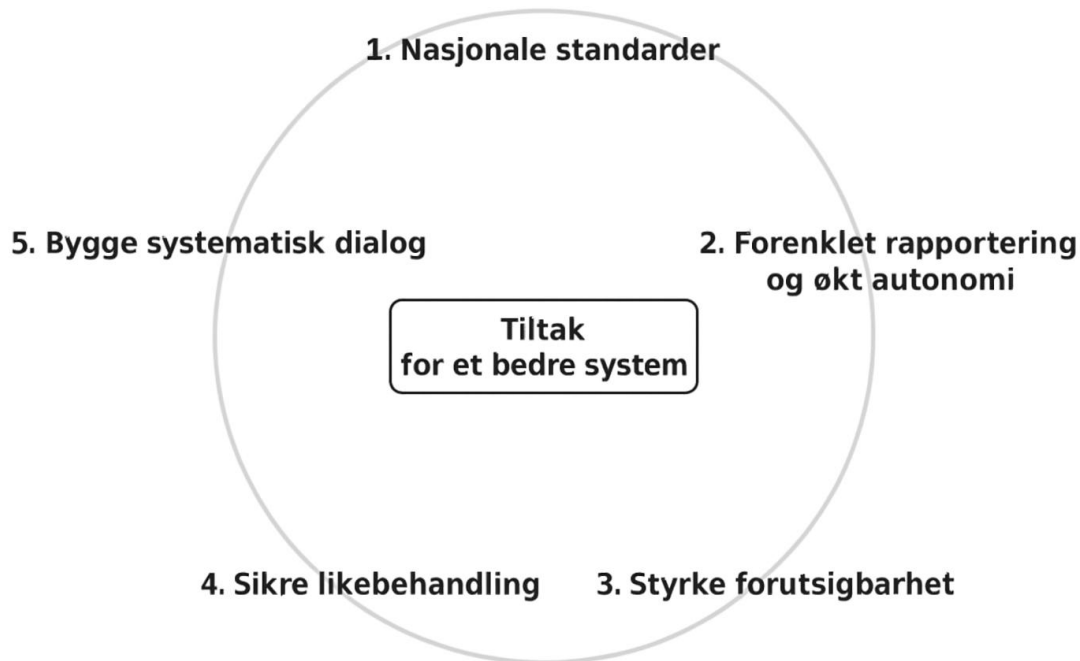 1. Nasjonale standarder
2. Forenklet rapportering
og økt autonomi
3. Styrke forutsigbarhet
4. Sikre likebehandling
5. Bygge systematisk dialog
Tiltak
for et bedre system